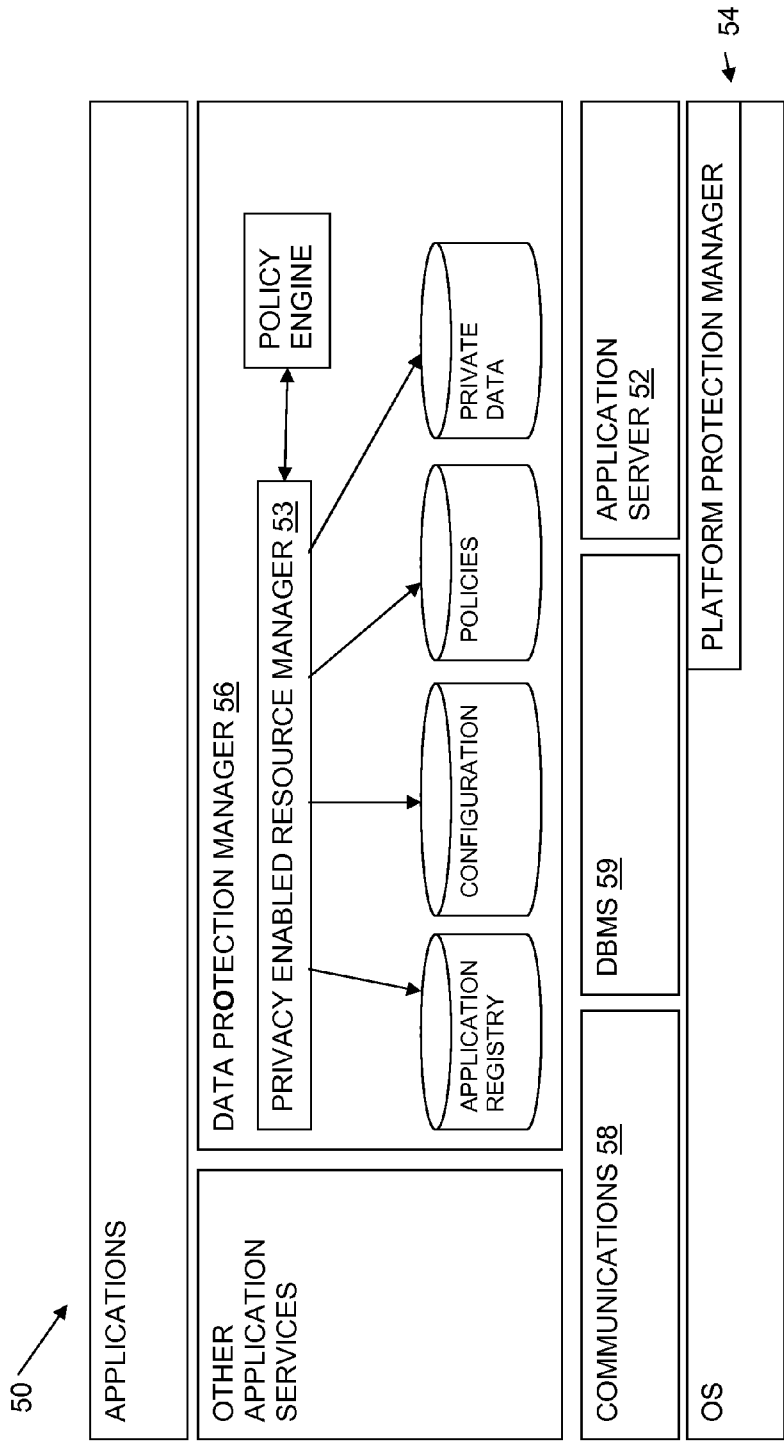 50
APPLICATIONS
OTHER
APPLICATION
SERVICES
DATA PROTECTION MANAGER 56
PRIVACY ENABLED RESOURCE MANAGER 53
POLICY
ENGINE
APPLICATION
REGISTRY
CONFIGURATION
POLICIES
PRIVATE
DATA
COMMUNICATIONS 58
DBMS 59
APPLICATION
SERVER 52
OS
PLATFORM PROTECTION MANAGER
54